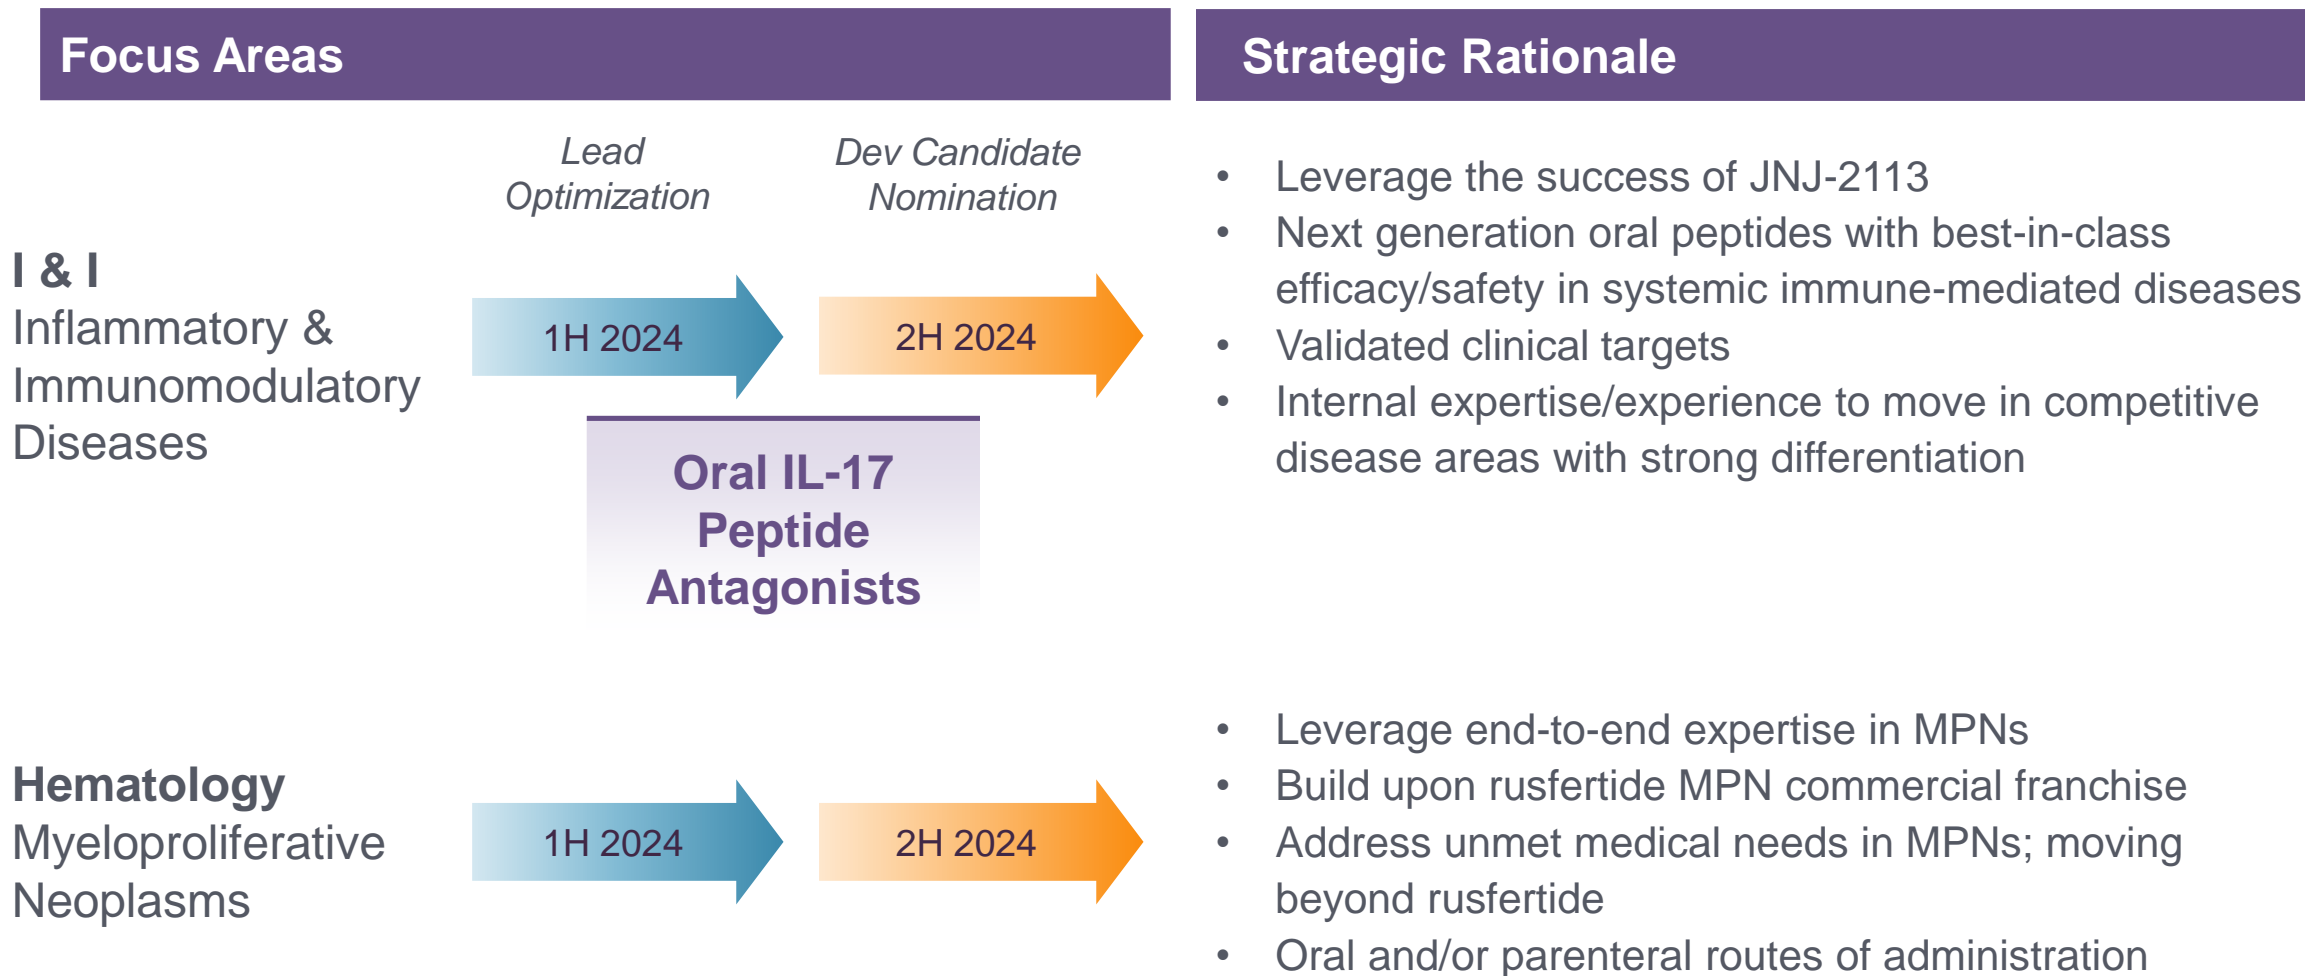 Focus Areas
Strategic Rationale
Lead
Optimization
Dev Candidate
Nomination
I & I
Inflammatory &
Immunomodulatory
Diseases
1H 2024
2H 2024
Oral IL-17
Peptide
Antagonists
• Leverage the success of JNJ-2113
• Next generation oral peptides with best-in-class
efficacy/safety in systemic immune-mediated diseases
• Validated clinical targets
• Internal expertise/experience to move in competitive
disease areas with strong differentiation
Hematology
Myeloproliferative
Neoplasms
1H 2024
2H 2024
• Leverage end-to-end expertise in MPNs
• Build upon rusfertide MPN commercial franchise
• Address unmet medical needs in MPNs; moving
beyond rusfertide
• Oral and/or parenteral routes of administration